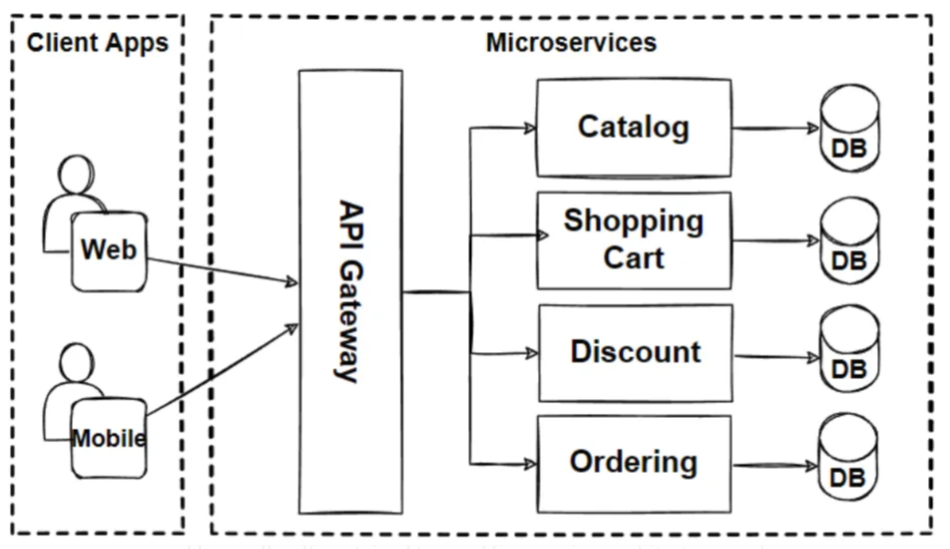 Client Apps
Microservices
Web
Mobile
API Gateway
Catalog
DB
Shopping
Cart
DB
Discount
DB
Ordering
DB